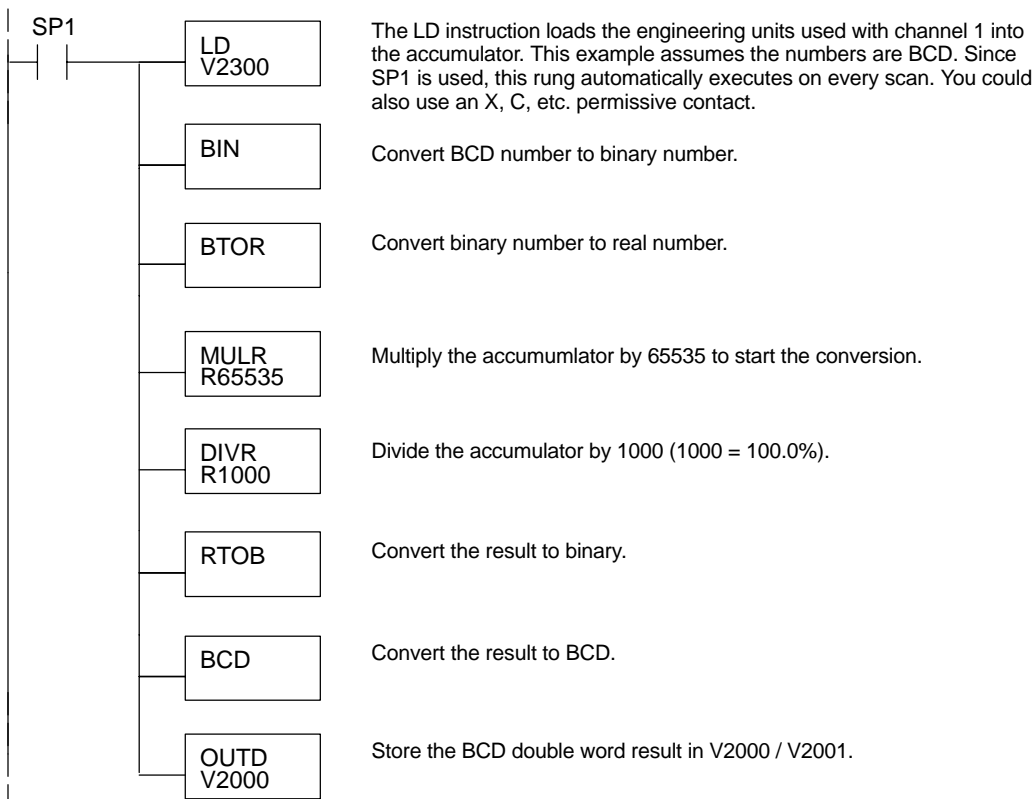 SP1
LD
V2300
The LD instruction loads the engineering units used with channel 1 into
the accumulator. This example assumes the numbers are BCD. Since
SP1 is used, this rung automatically executes on every scan. You could
also use an X, C, etc. permissive contact.
BIN
Convert BCD number to binary number.
BTOR
Convert binary number to real number.
MULR
R65535
Multiply the accumumlator by 65535 to start the conversion.
DIVR
R1000
Divide the accumulator by 1000 (1000 = 100.0%).
RTOB
Convert the result to binary.
BCD
Convert the result to BCD.
OUTD
V2000
Store the BCD double word result in V2000 / V2001.